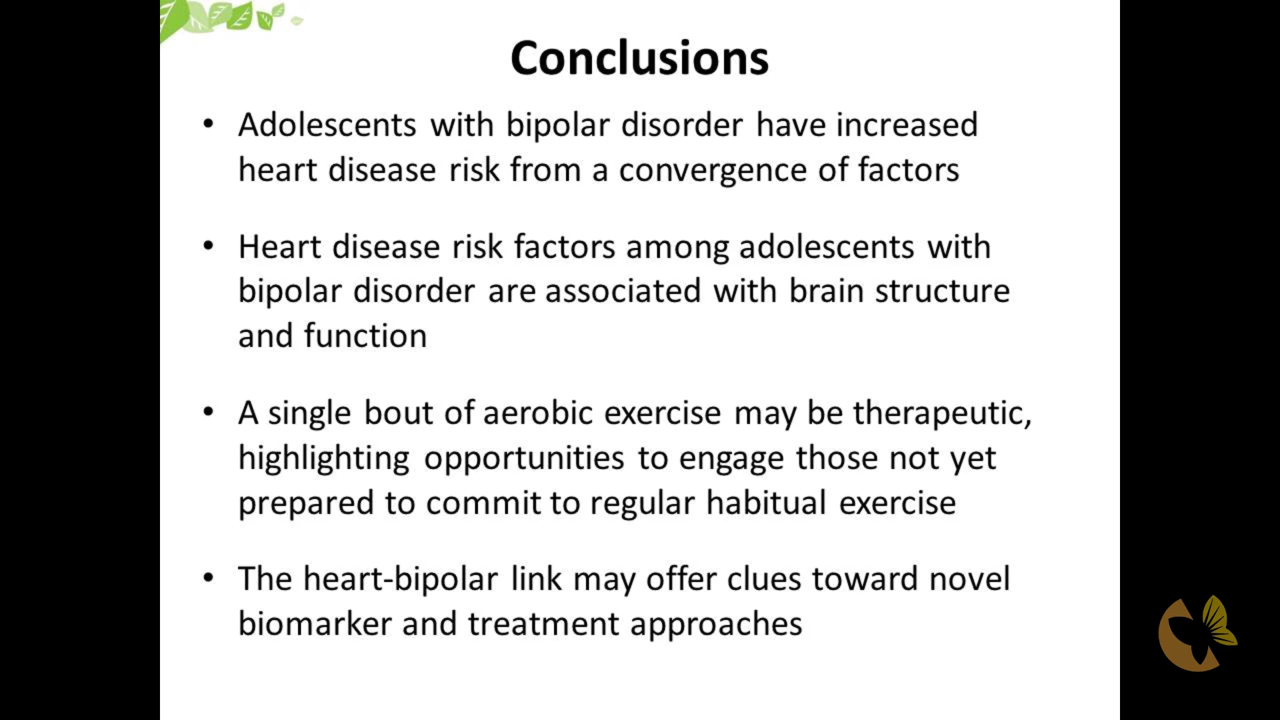 Conclusions
• Adolescents with bipolar disorder have increased
heart disease risk from a convergence of factors
• Heart disease risk factors among adolescents with
bipolar disorder are associated with brain structure
and function
• A single bout of aerobic exercise may be therapeutic,
highlighting opportunities to engage those not yet
prepared to commit to regular habitual exercise
• The heart-bipolar link may offer clues toward novel
biomarker and treatment approaches